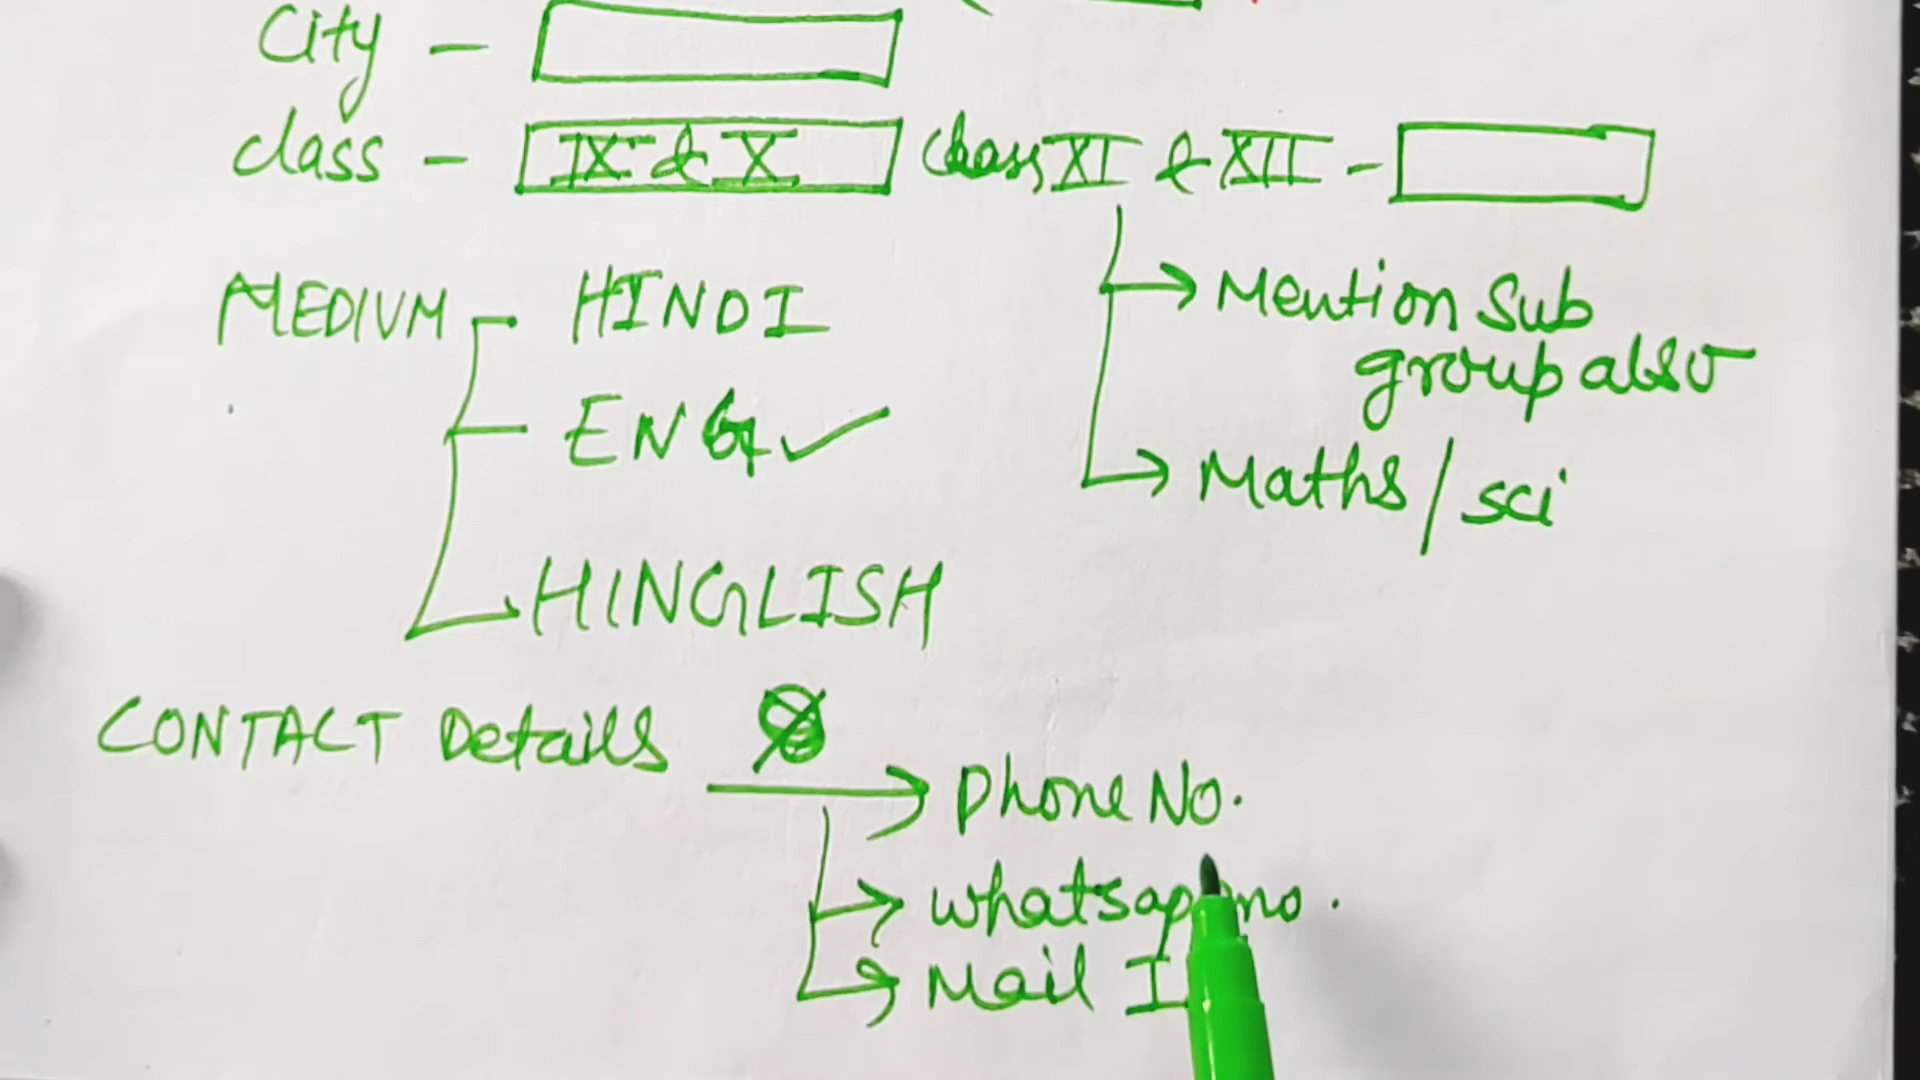 City -
class - IX & X class XI & XII -
MEDIUM - HINDI
Mention Sub
group also
ENG ✓
Maths / sci
HINGLISH
CONTACT Details
Phone No.
whatsapp no.
Mail I